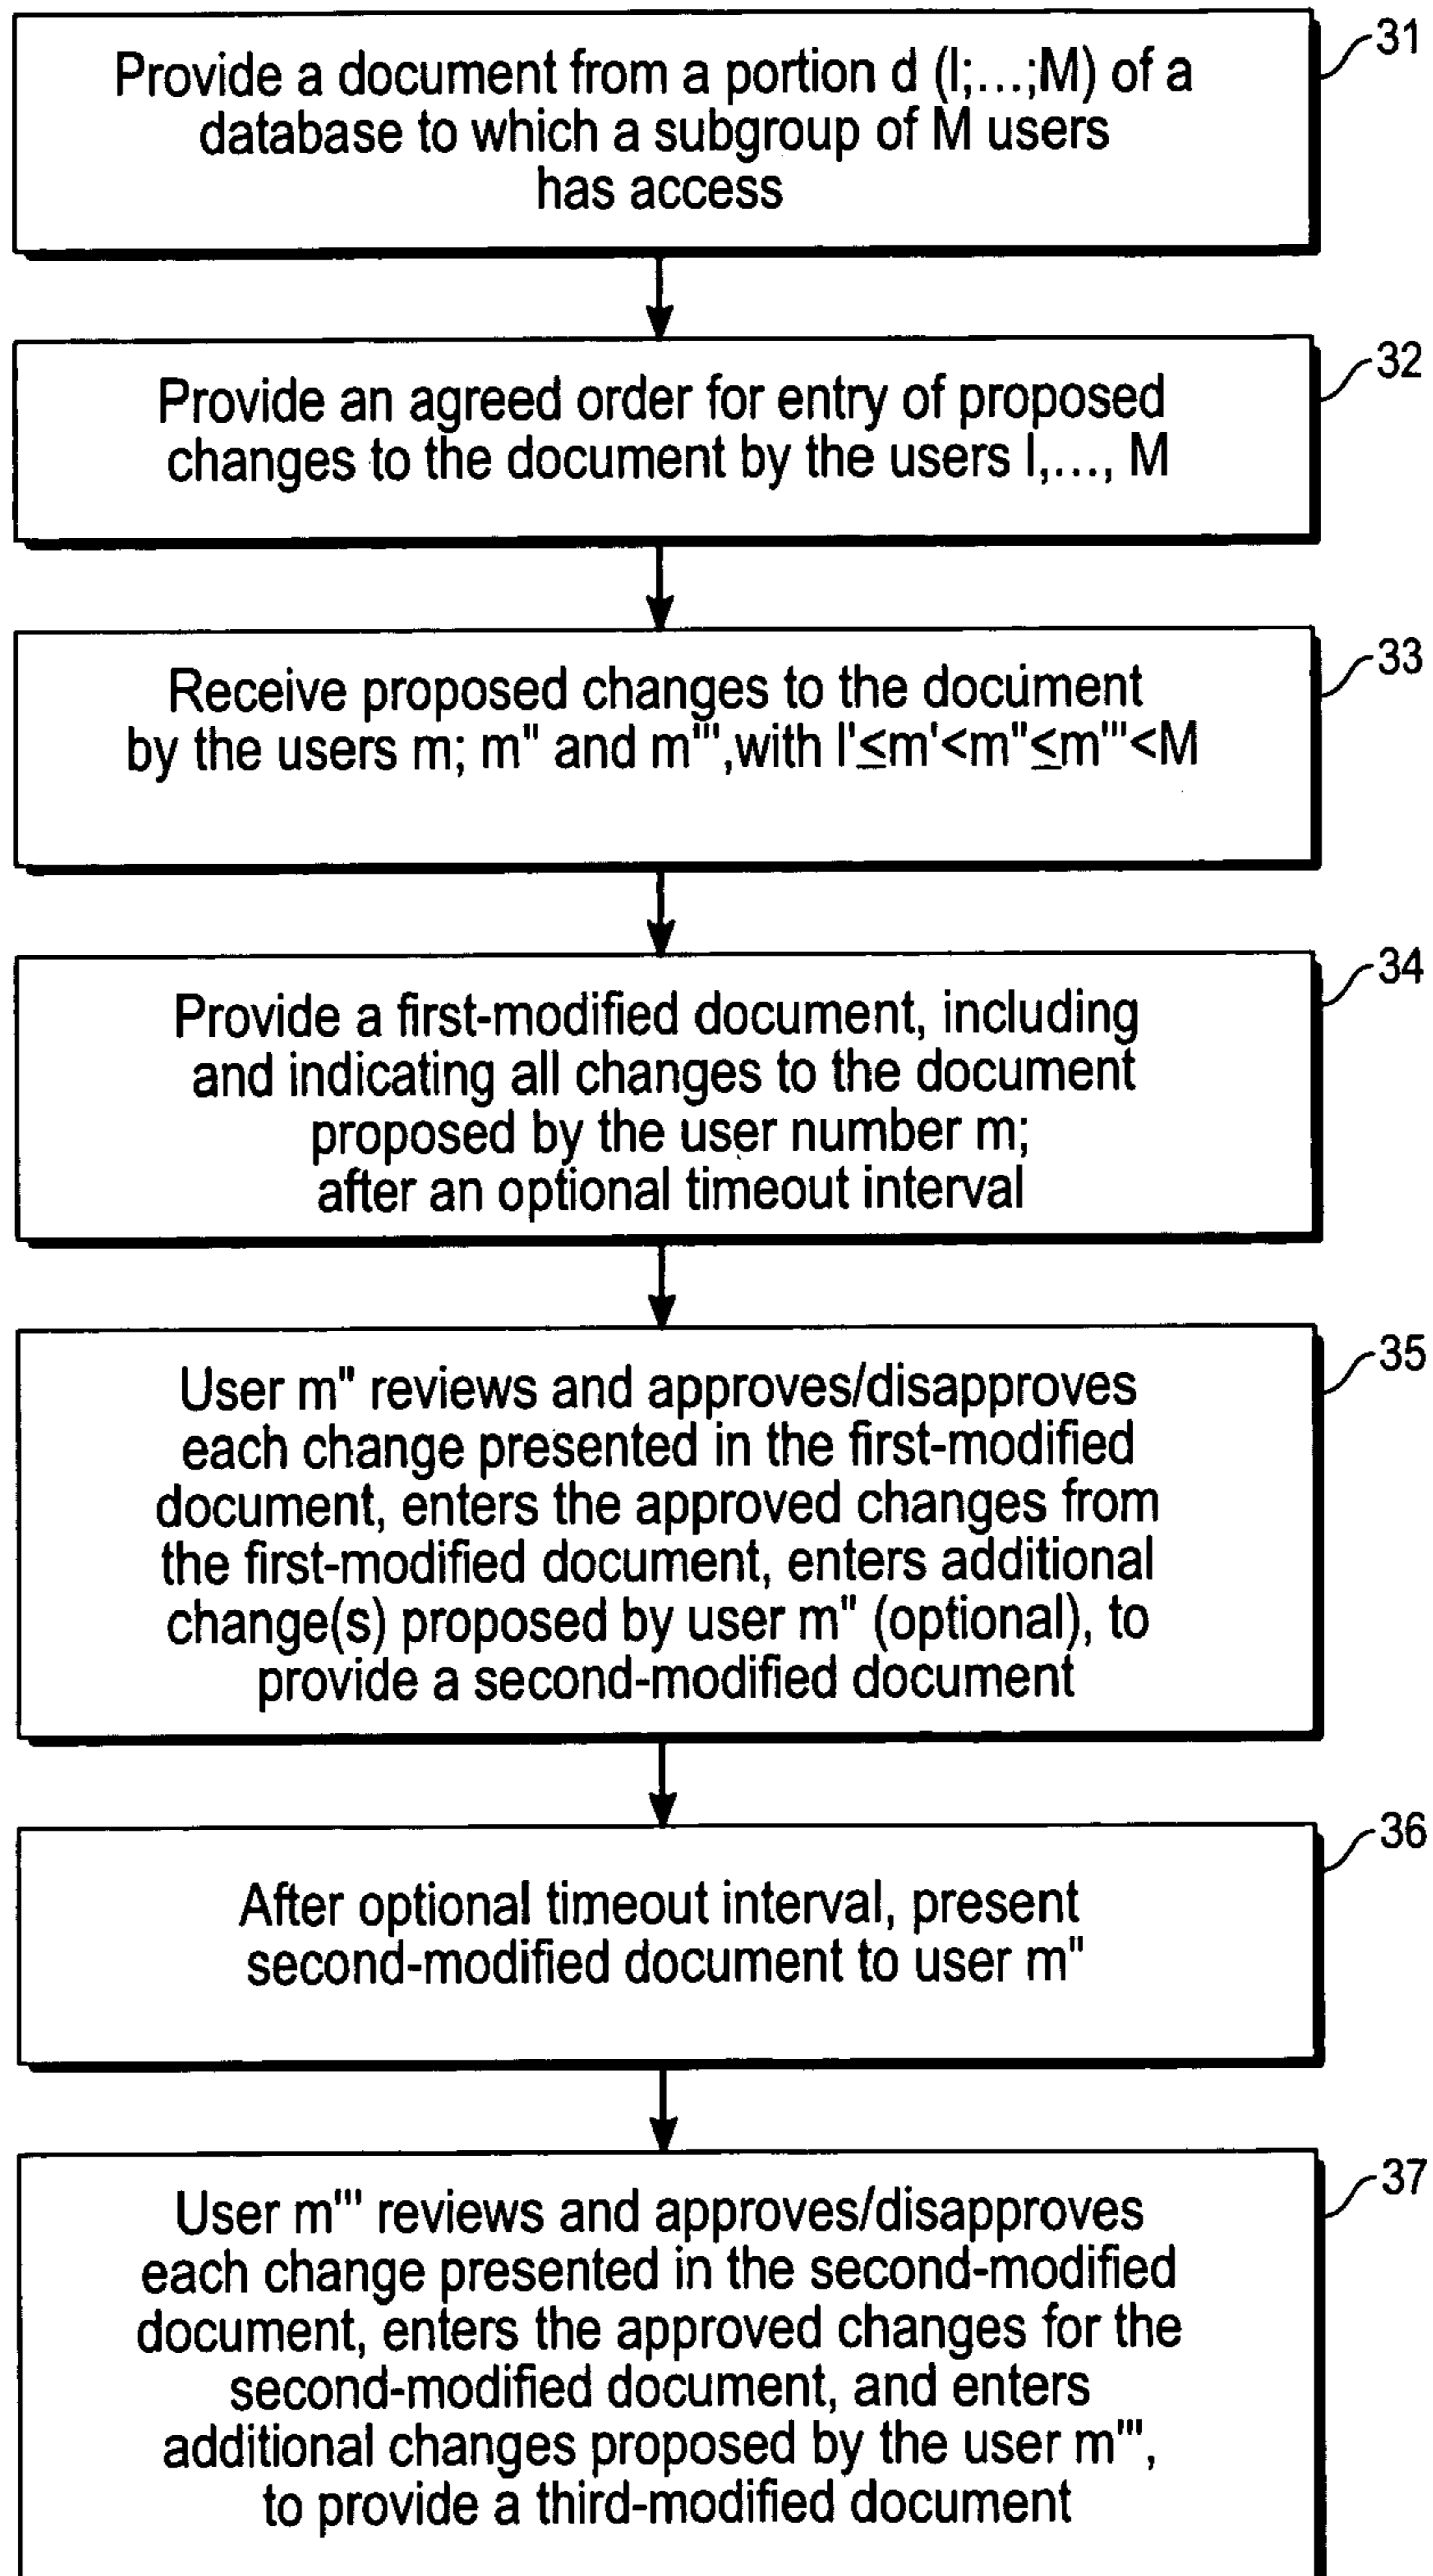 Provide a document from a portion d (l;...;M) of a
database to which a subgroup of M users
has access
31
Provide an agreed order for entry of proposed
changes to the document by the users l,..., M
32
Receive proposed changes to the document
by the users m; m" and m''',with l'≤m'<m"≤m'''<M
33
Provide a first-modified document, including
and indicating all changes to the document
proposed by the user number m;
after an optional timeout interval
34
User m" reviews and approves/disapproves
each change presented in the first-modified
document, enters the approved changes from
the first-modified document, enters additional
change(s) proposed by user m" (optional), to
provide a second-modified document
35
After optional timeout interval, present
second-modified document to user m"
36
User m''' reviews and approves/disapproves
each change presented in the second-modified
document, enters the approved changes for the
second-modified document, and enters
additional changes proposed by the user m''',
to provide a third-modified document
37